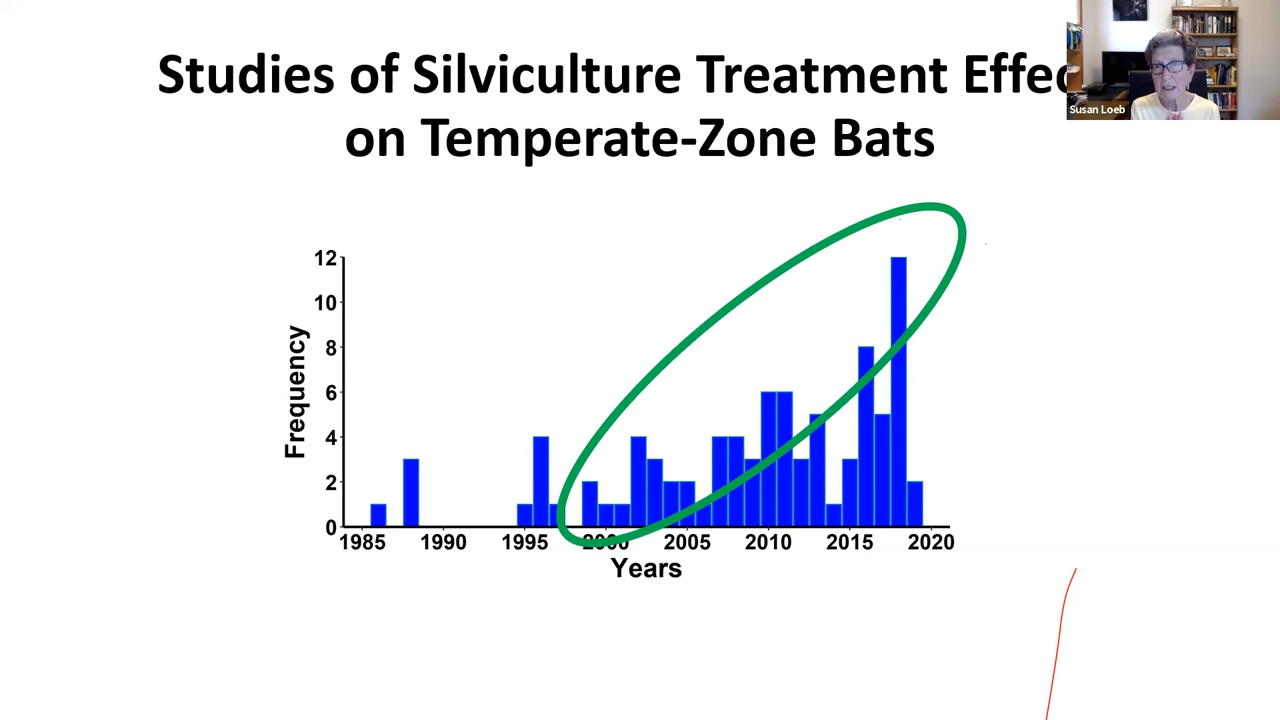 Studies of Silviculture Treatment Effec
on Temperate-Zone Bats
Susan Loeb
12
10
8
6
4
2
0
Frequency
1985 1990 1995 2000 2005 2010 2015 2020
Years